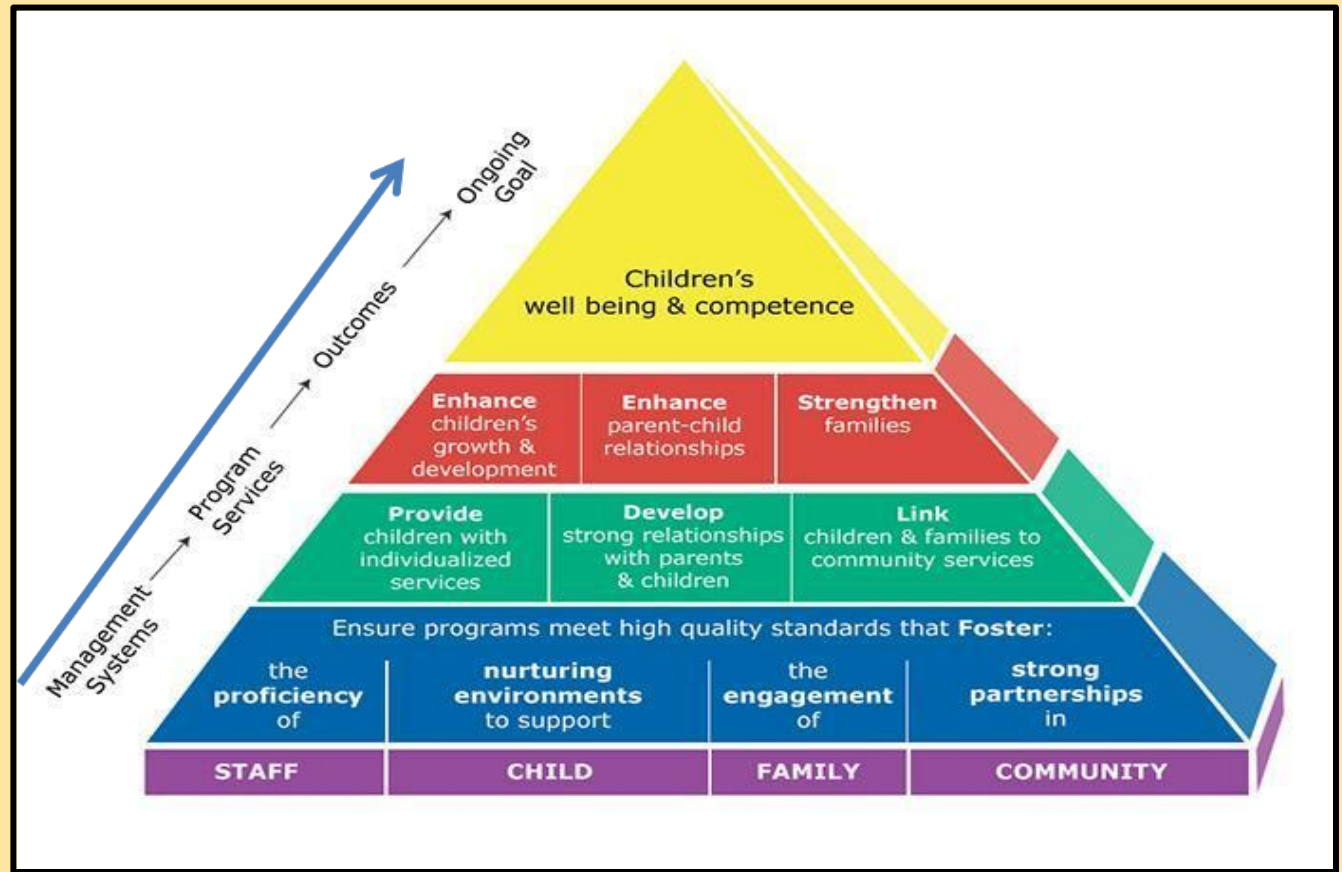 Ongoing
Goal
Outcomes
Program
Services
Management
Systems
Children's
well being & competence
Enhance
children's
growth &
development
Enhance
parent-child
relationships
Strengthen
families
Provide
children with
individualized
services
Develop
strong relationships
with parents
& children
Link
children & families to
community services
Ensure programs meet high quality standards that Foster:
the
proficiency
of
nurturing
environments
to support
the
engagement
of
strong
partnerships
in
STAFF
CHILD
FAMILY
COMMUNITY